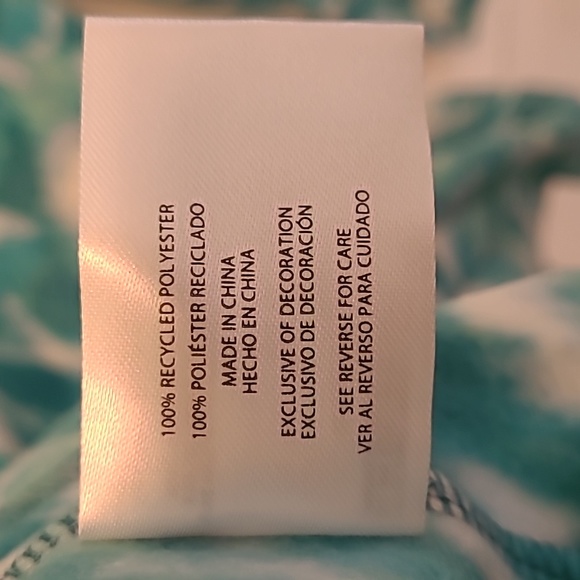 100% RECYCLED POLYESTER
100% POLIÉSTER RECICLADO
MADE IN CHINA
HECHO EN CHINA
EXCLUSIVE OF DECORATION
EXCLUSIVO DE DECORACIÓN
SEE REVERSE FOR CARE
VER AL REVERSO PARA CUIDADO